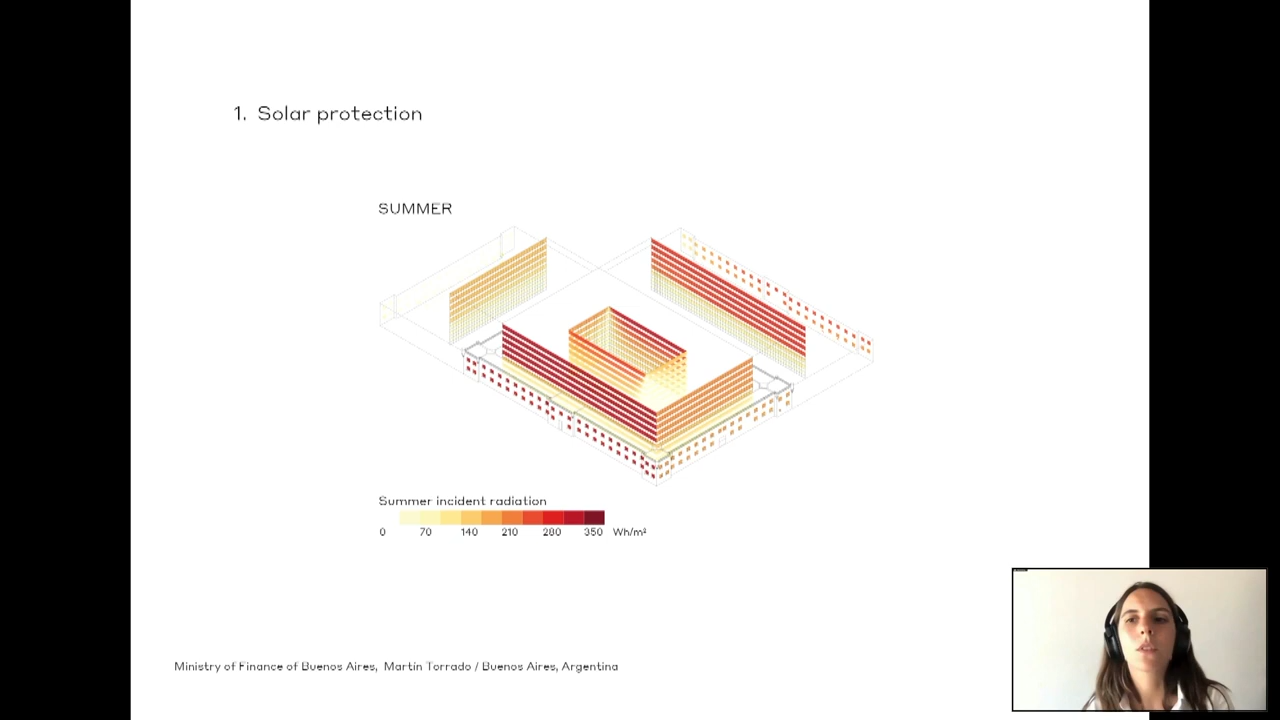 1. Solar protection
SUMMER
Summer incident radiation
0 70 140 210 280 350 Wh/m²
Ministry of Finance of Buenos Aires, Martín Torrado / Buenos Aires, Argentina